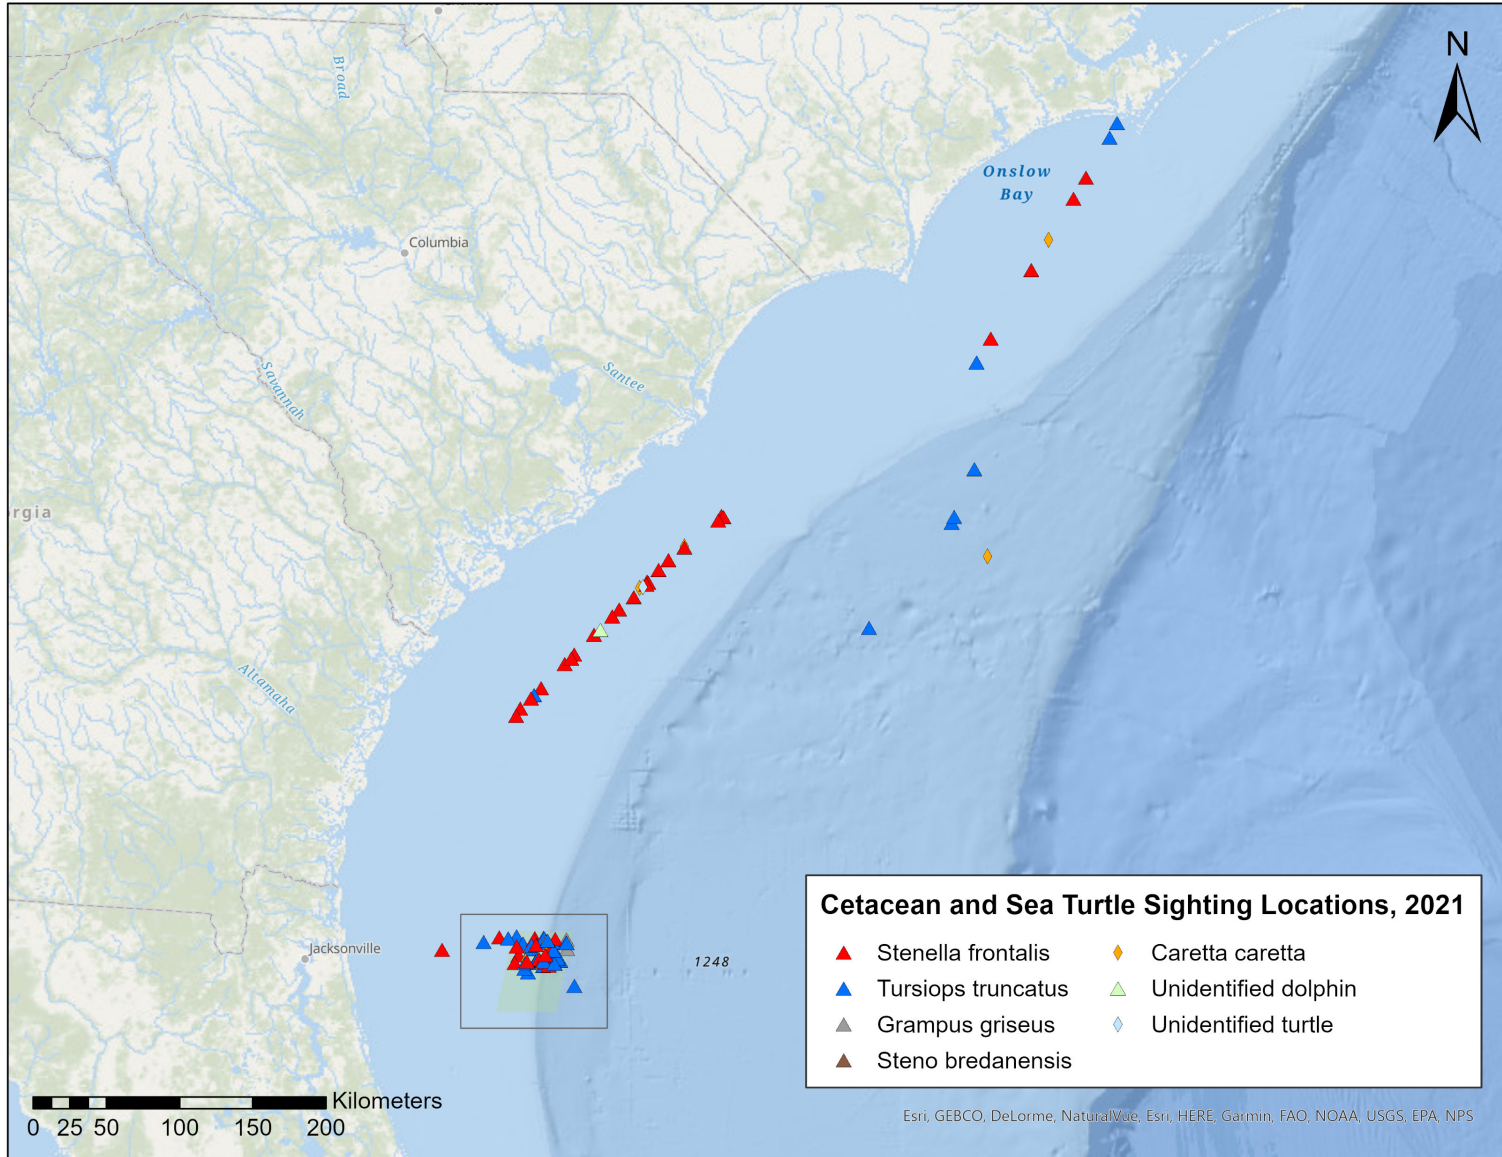 Broad
N
Onslow
Bay
Columbia
Santee
Savannah
rgia
Altamaha
Jacksonville
1248
Cetacean and Sea Turtle Sighting Locations, 2021
Stenella frontalis
Caretta caretta
Tursiops truncatus
Unidentified dolphin
Grampus griseus
Unidentified turtle
Steno bredanensis
Kilometers
0 25 50 100 150 200
Esri, GEBCO, DeLorme, NaturalVue, Esri, HERE, Garmin, FAO, NOAA, USGS, EPA, NPS